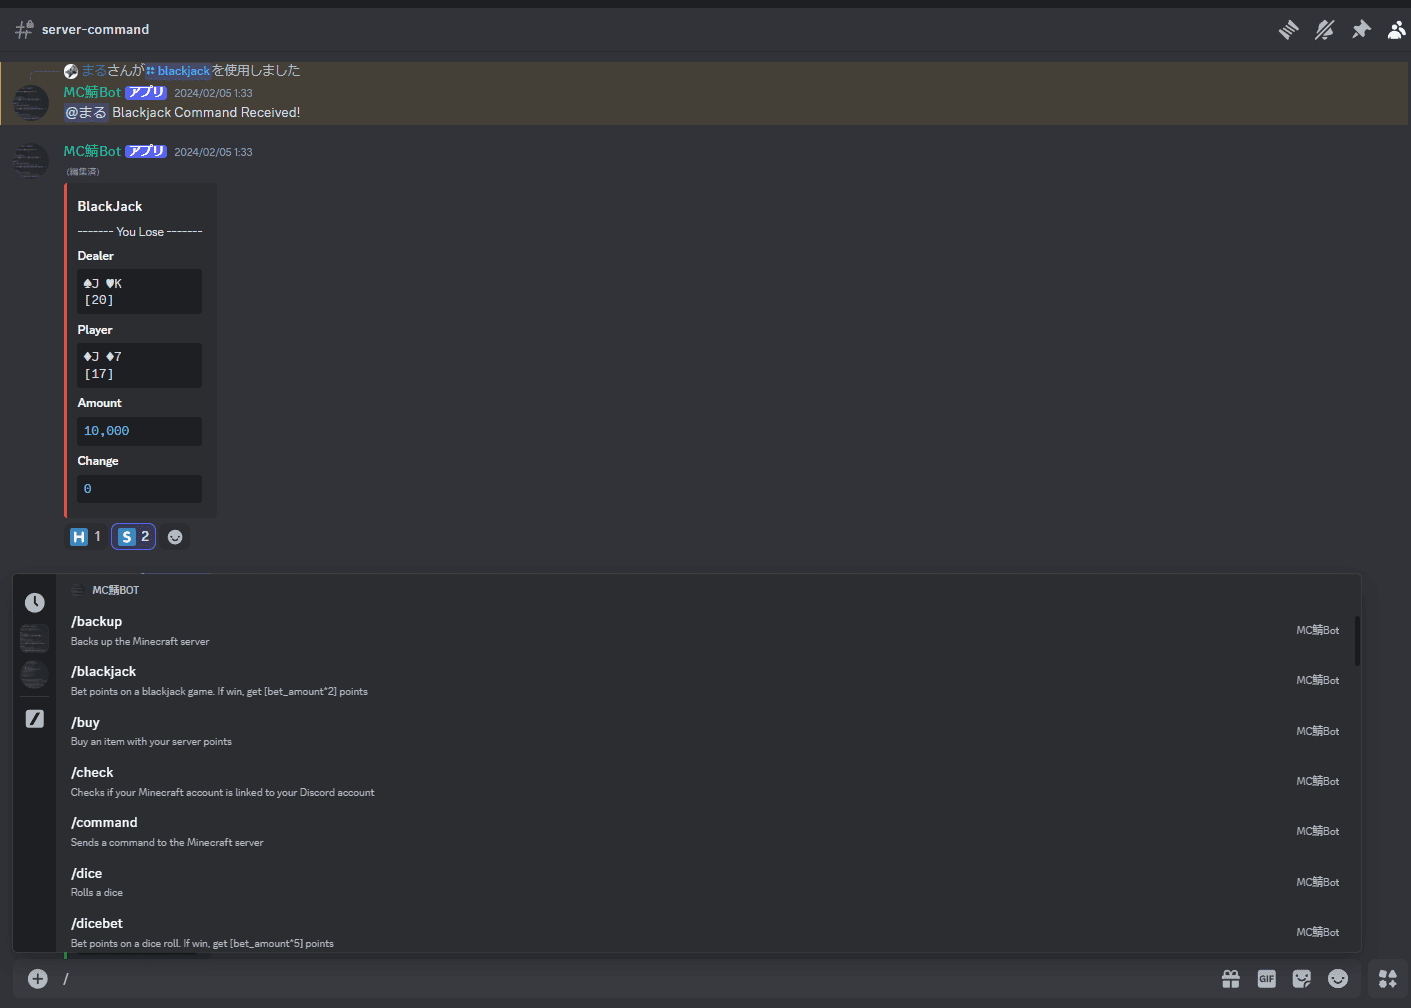 server-command
まるさんがblackjackを使用しました
MC鯖Bot アプリ 2024/02/05 1:33
@まる Blackjack Command Received!
MC鯖Bot アプリ 2024/02/05 1:33
(編集済)
BlackJack
------- You Lose -------
Dealer
♠J ♥K
[20]
Player
♦J ♦7
[17]
Amount
10,000
Change
0
H 1 S 2
MC鯖BOT
/backup
Backs up the Minecraft server
MC鯖Bot
/blackjack
Bet points on a blackjack game. If win, get [bet_amount*2] points
MC鯖Bot
/buy
Buy an item with your server points
MC鯖Bot
/check
Checks if your Minecraft account is linked to your Discord account
MC鯖Bot
/command
Sends a command to the Minecraft server
MC鯖Bot
/dice
Rolls a dice
MC鯖Bot
/dicebet
Bet points on a dice roll. If win, get [bet_amount*5] points
MC鯖Bot
/
GIF